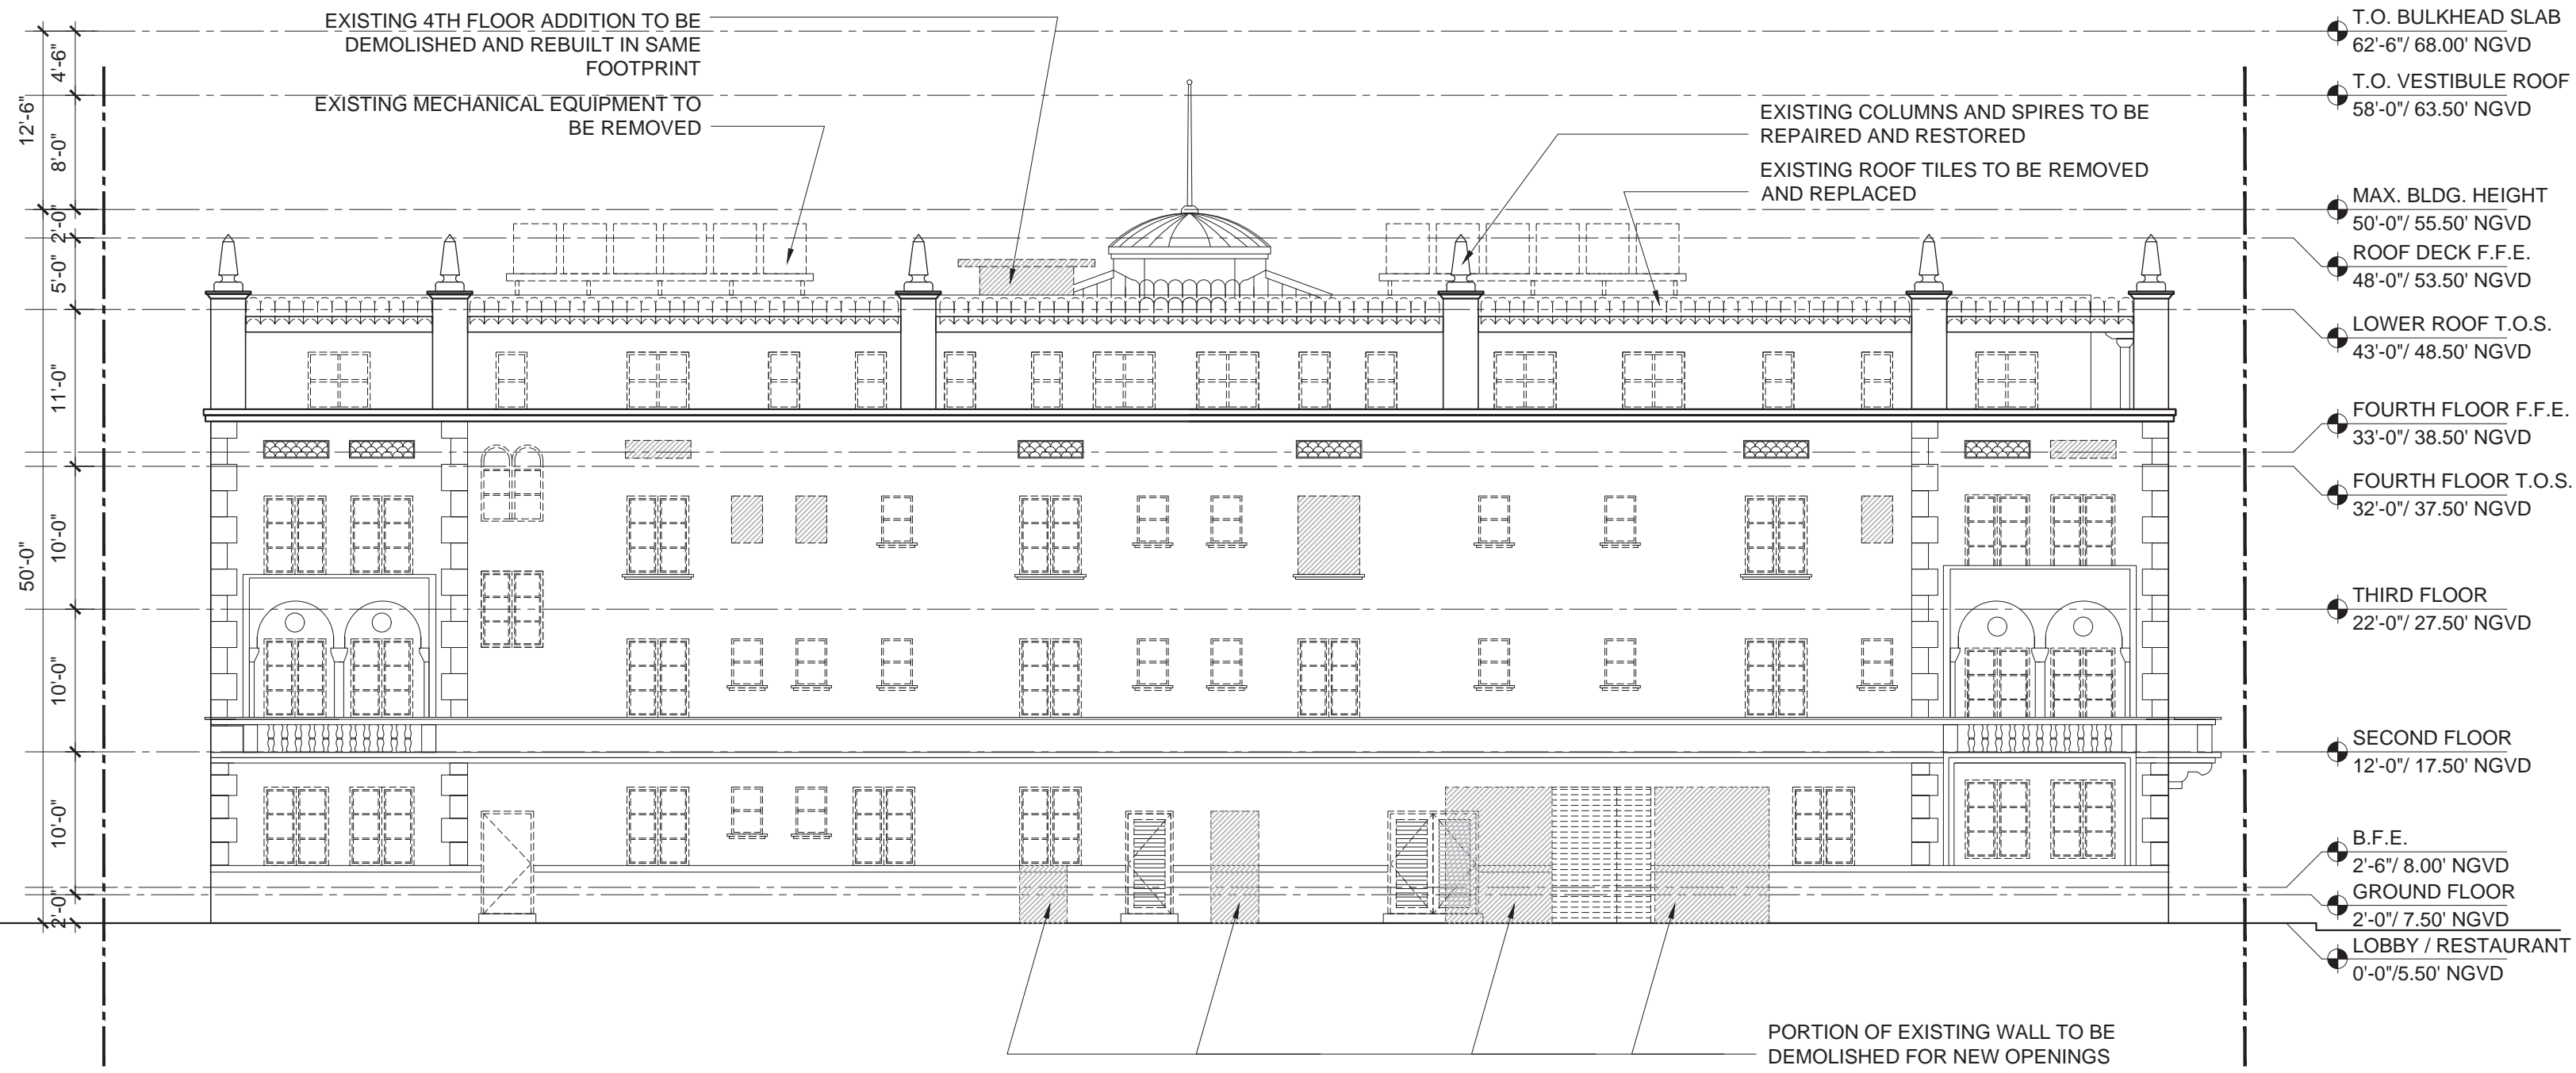 EXISTING 4TH FLOOR ADDITION TO BE
DEMOLISHED AND REBUILT IN SAME
FOOTPRINT
EXISTING MECHANICAL EQUIPMENT TO
BE REMOVED
EXISTING COLUMNS AND SPIRES TO BE
REPAIRED AND RESTORED
EXISTING ROOF TILES TO BE REMOVED
AND REPLACED
12'-6"
50'-0"
4'-6"
8'-0"
2'-0"
5'-0"
11'-0"
10'-0"
10'-0"
10'-0"
2'-0"
T.O. BULKHEAD SLAB
62'-6"/ 68.00' NGVD
T.O. VESTIBULE ROOF
58'-0"/ 63.50' NGVD
MAX. BLDG. HEIGHT
50'-0"/ 55.50' NGVD
ROOF DECK F.F.E.
48'-0"/ 53.50' NGVD
LOWER ROOF T.O.S.
43'-0"/ 48.50' NGVD
FOURTH FLOOR F.F.E.
33'-0"/ 38.50' NGVD
FOURTH FLOOR T.O.S.
32'-0"/ 37.50' NGVD
THIRD FLOOR
22'-0"/ 27.50' NGVD
SECOND FLOOR
12'-0"/ 17.50' NGVD
B.F.E.
2'-6"/ 8.00' NGVD
GROUND FLOOR
2'-0"/ 7.50' NGVD
LOBBY / RESTAURANT
0'-0"/5.50' NGVD
PORTION OF EXISTING WALL TO BE
DEMOLISHED FOR NEW OPENINGS